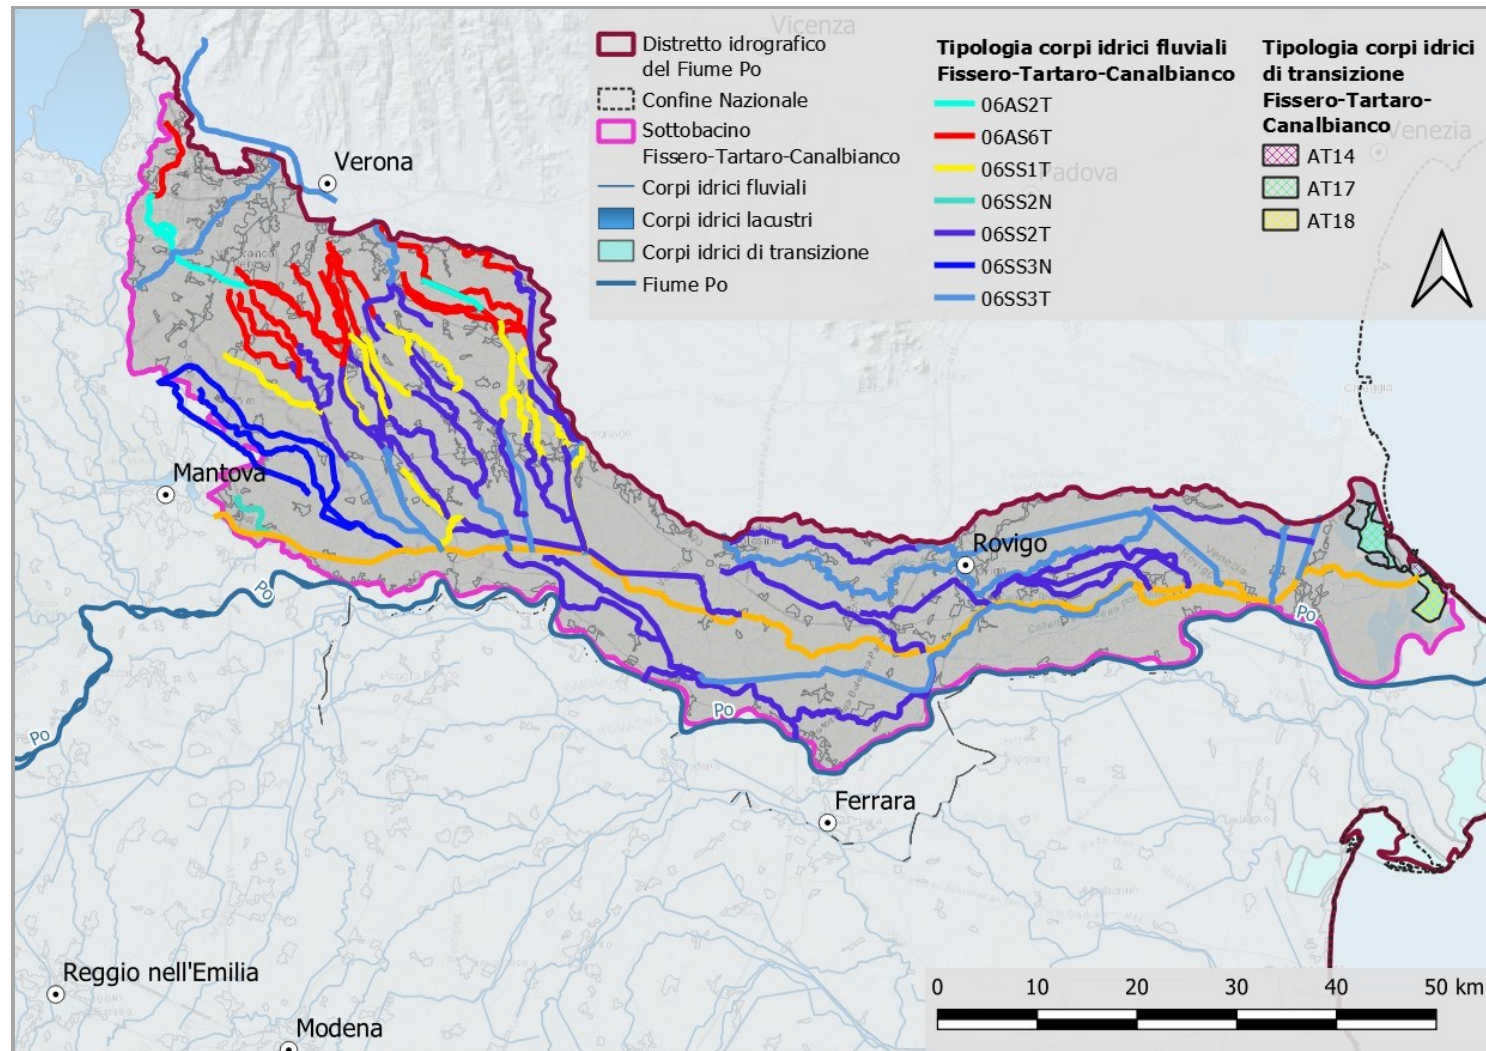 Vicenza
Distretto idrografico
del Fiume Po
Confine Nazionale
Sottobacino
Fissero-Tartaro-Canalbianco
Corpi idrici fluviali
Corpi idrici lacustri
Corpi idrici di transizione
Fiume Po
Tipologia corpi idrici fluviali
Fissero-Tartaro-Canalbianco
06AS2T
06AS6T
06SS1T
06SS2N
06SS2T
06SS3N
06SS3T
Tipologia corpi idrici
di transizione
Fissero-Tartaro-
Canalbianco
AT14
AT17
AT18
Venezia
Padova
Verona
Chioggia
Mantova
Rovigo
Po
Po
Po
Po
Ferrara
Reggio nell'Emilia
Modena
0 10 20 30 40 50 km